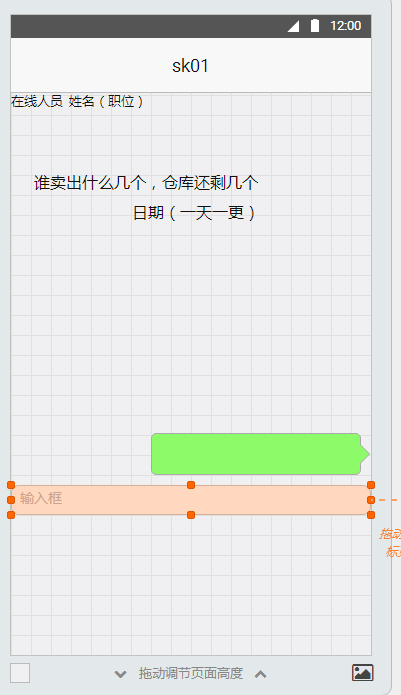 12:00
sk01
在线人员 姓名（职位）
谁卖出什么几个，仓库还剩几个
日期（一天一更）
输入框
拖动
标
拖动调节页面高度